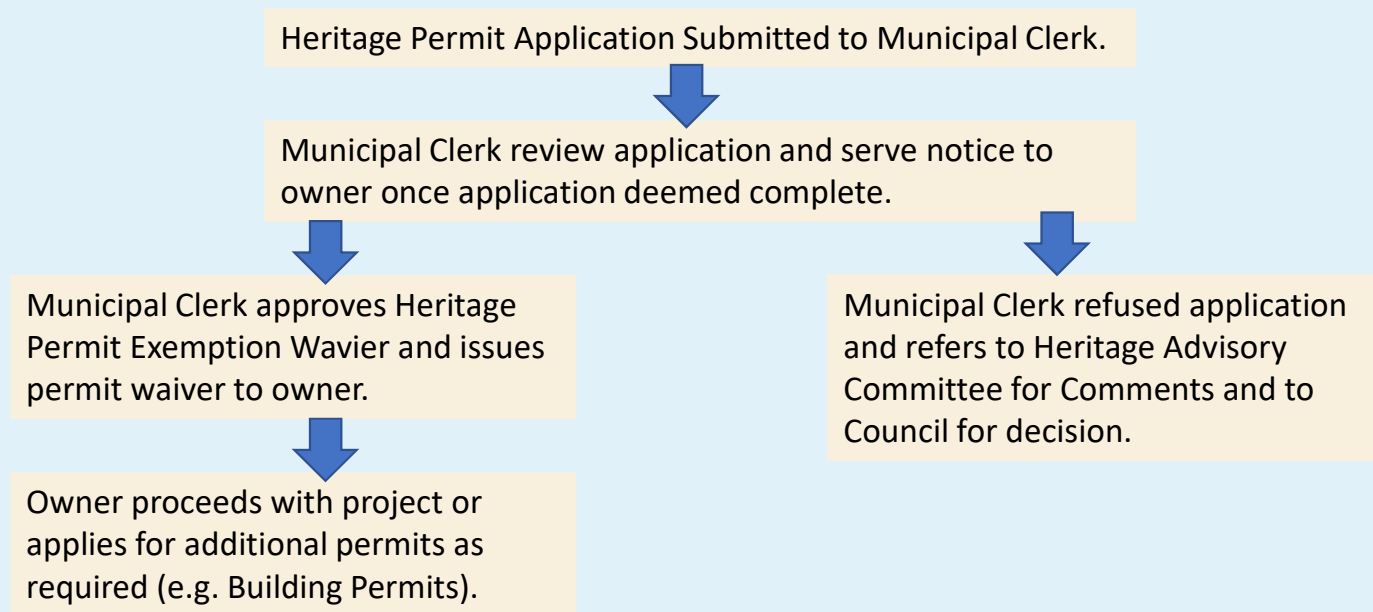 Heritage Permit Application Submitted to Municipal Clerk.
Municipal Clerk review application and serve notice to
owner once application deemed complete.
Municipal Clerk approves Heritage
Permit Exemption Wavier and issues
permit waiver to owner.
Municipal Clerk refused application
and refers to Heritage Advisory
Committee for Comments and to
Council for decision.
Owner proceeds with project or
applies for additional permits as
required (e.g. Building Permits).